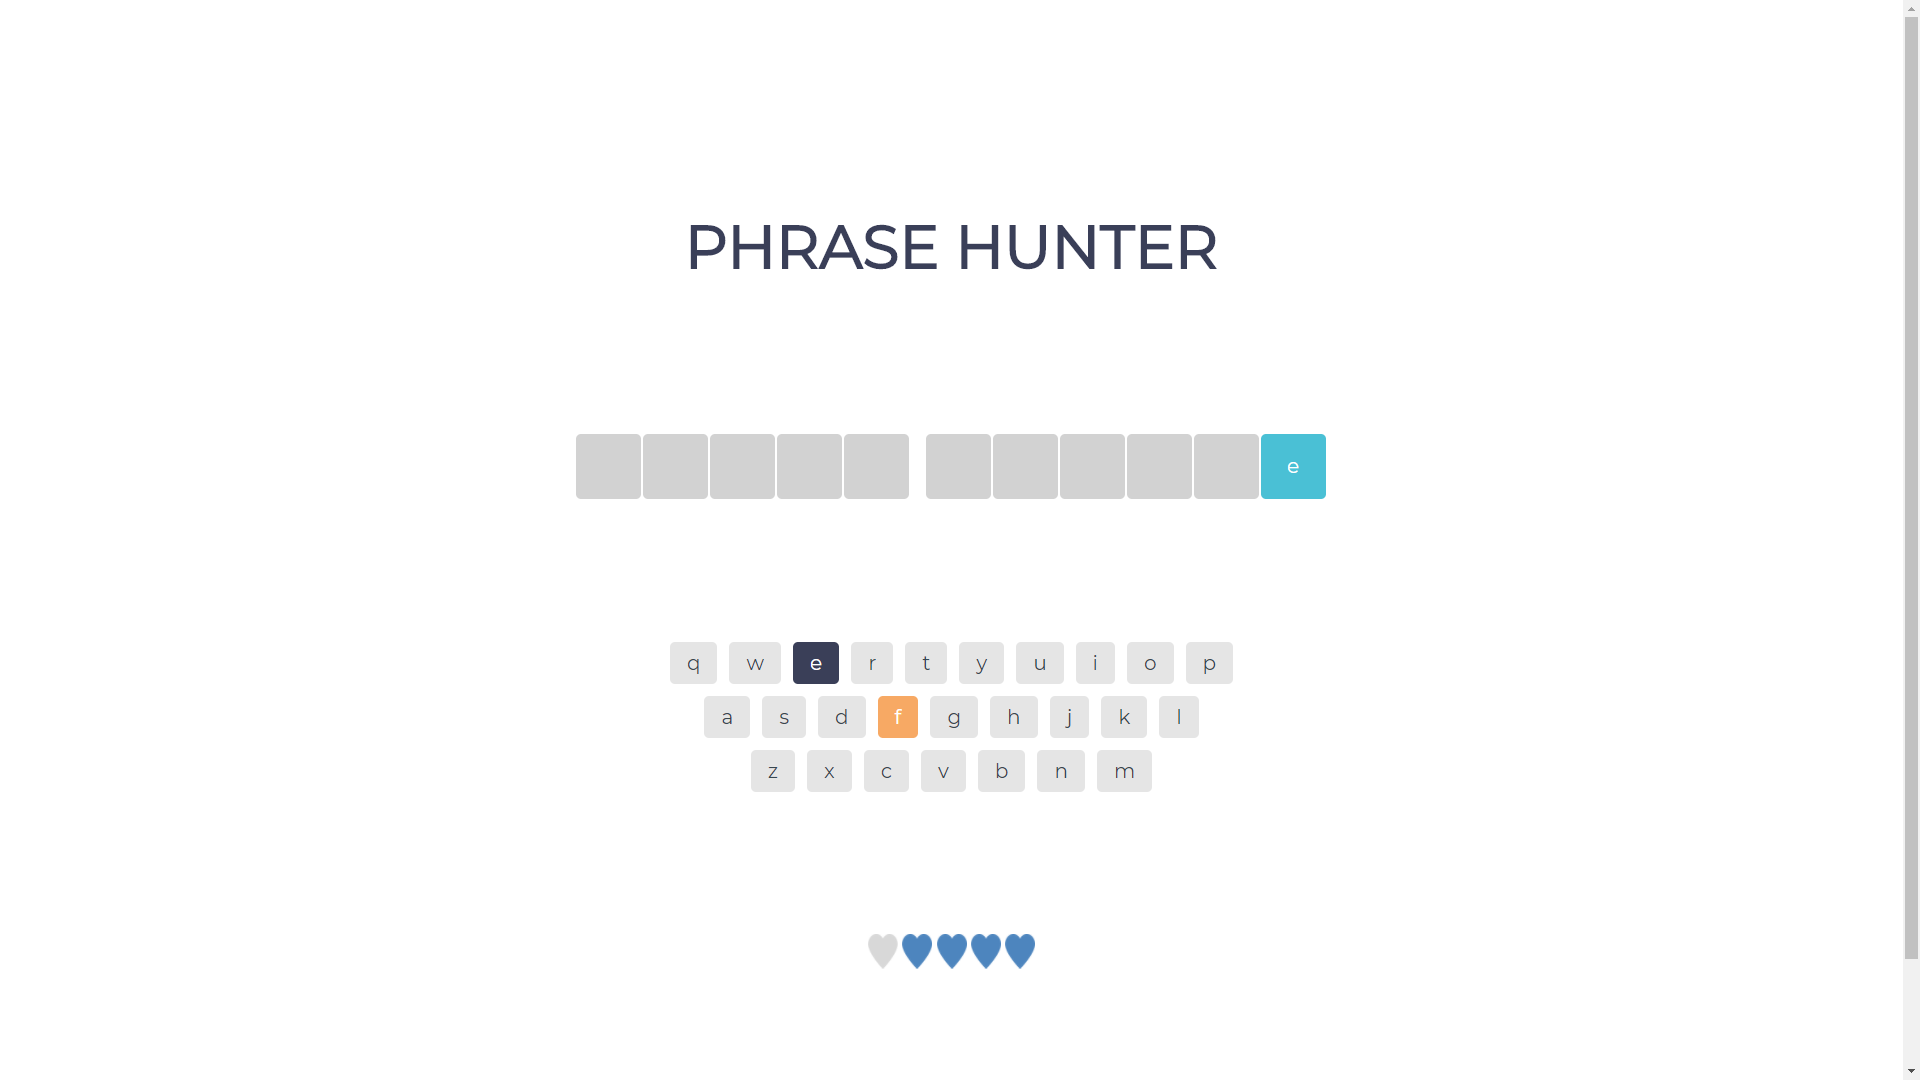 PHRASE HUNTER
e
q w e r t y u i o p
a s d f g h j k l
z x c v b n m